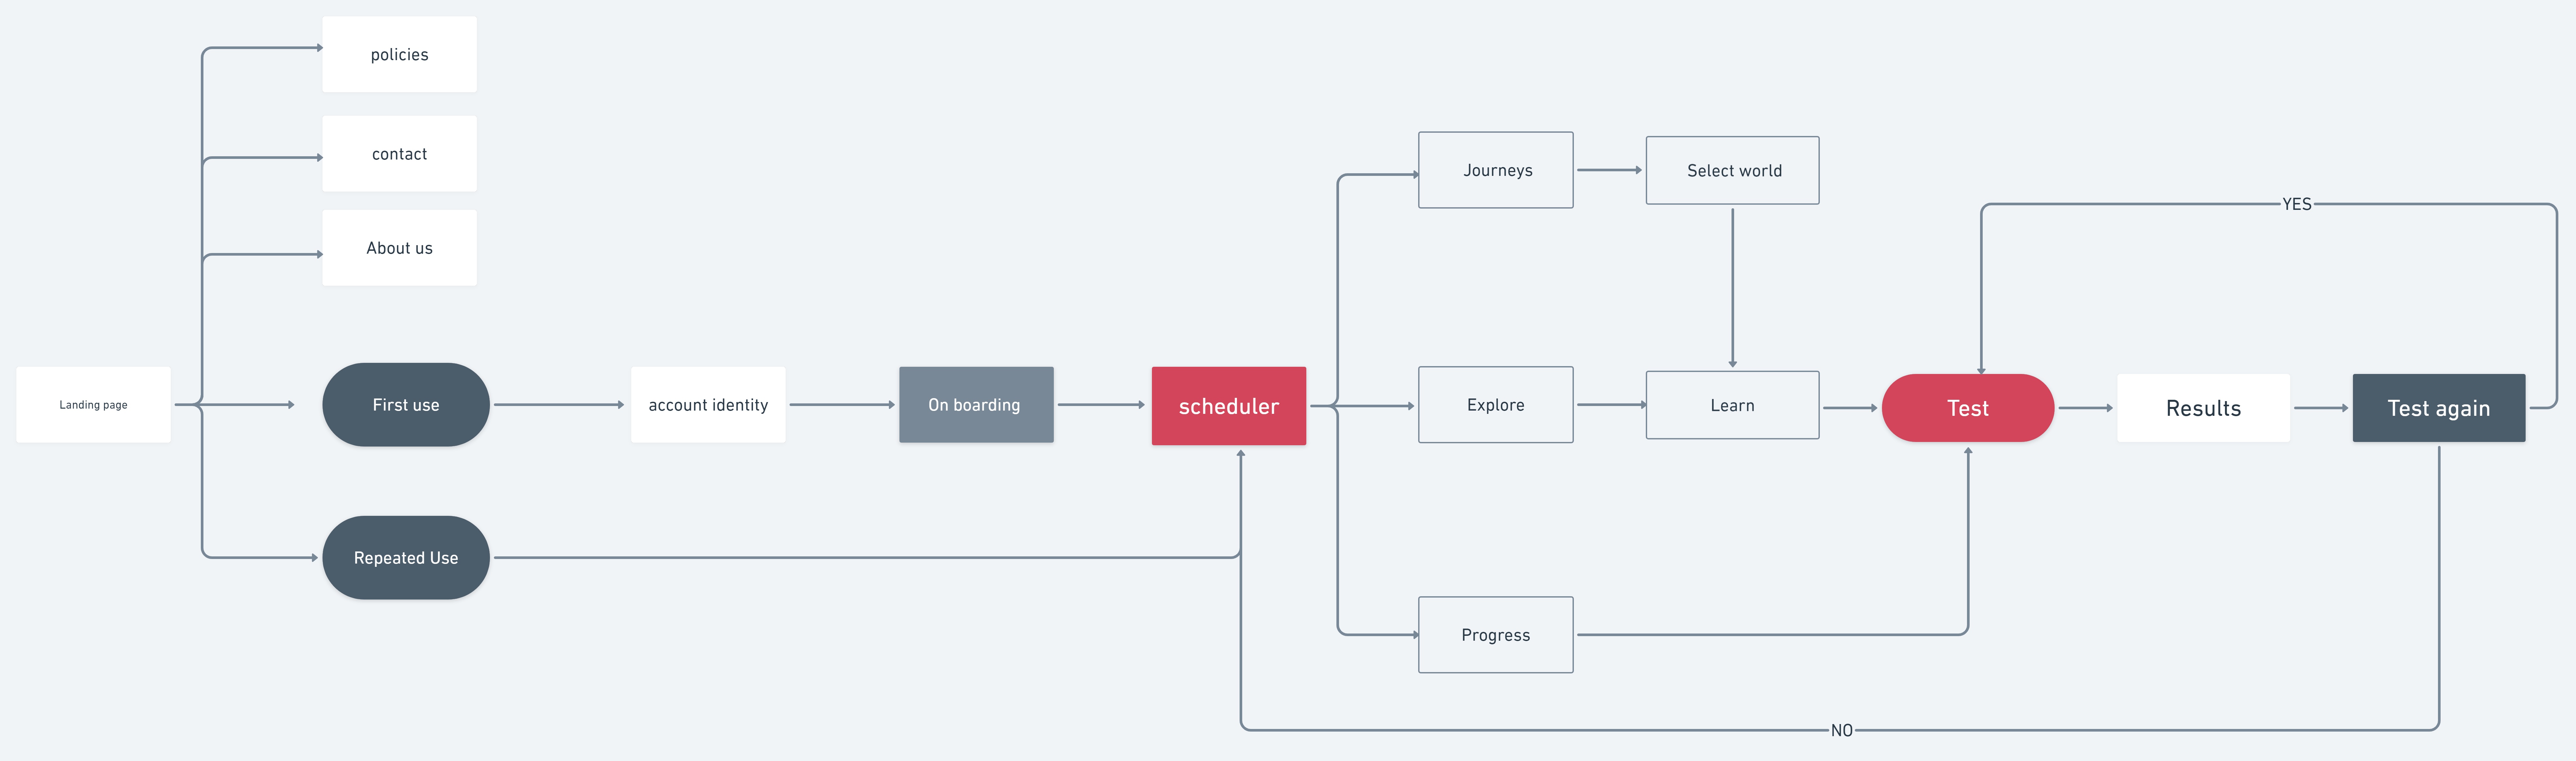 policies
contact
About us
Landing page
First use
account identity
On boarding
scheduler
Repeated Use
Journeys
Select world
Explore
Learn
Progress
Test
Results
Test again
YES
NO